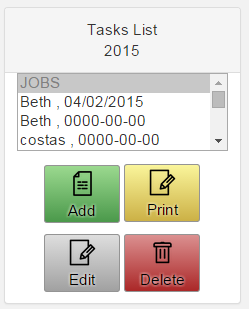 Tasks List
2015
JOBS
Beth , 04/02/2015
Beth , 0000-00-00
costas , 0000-00-00
Add
Print
Edit
Delete